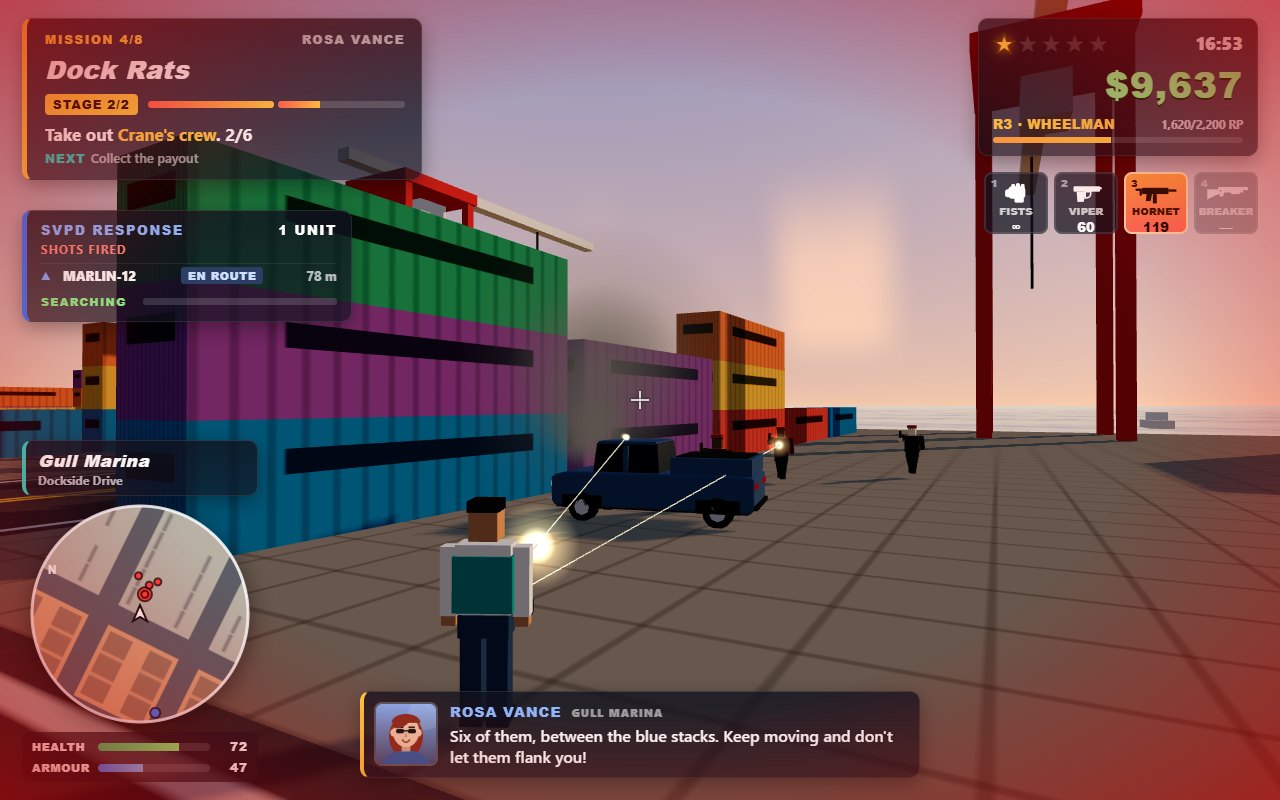 MISSION 4/8 ROSA VANCE
Dock Rats
STAGE 2/2
Take out Crane's crew. 2/6
NEXT Collect the payout
SVPD RESPONSE 1 UNIT
SHOTS FIRED
MARLIN-12 EN ROUTE 78 m
SEARCHING
Gull Marina
Dockside Drive
N
HEALTH 72
ARMOUR 47
16:53
$9,637
R3 · WHEELMAN 1,620/2,200 RP
1 FISTS ∞
2 VIPER 60
3 HORNET 119
4 BREAKER —
ROSA VANCE GULL MARINA
Six of them, between the blue stacks. Keep moving and don't
let them flank you!